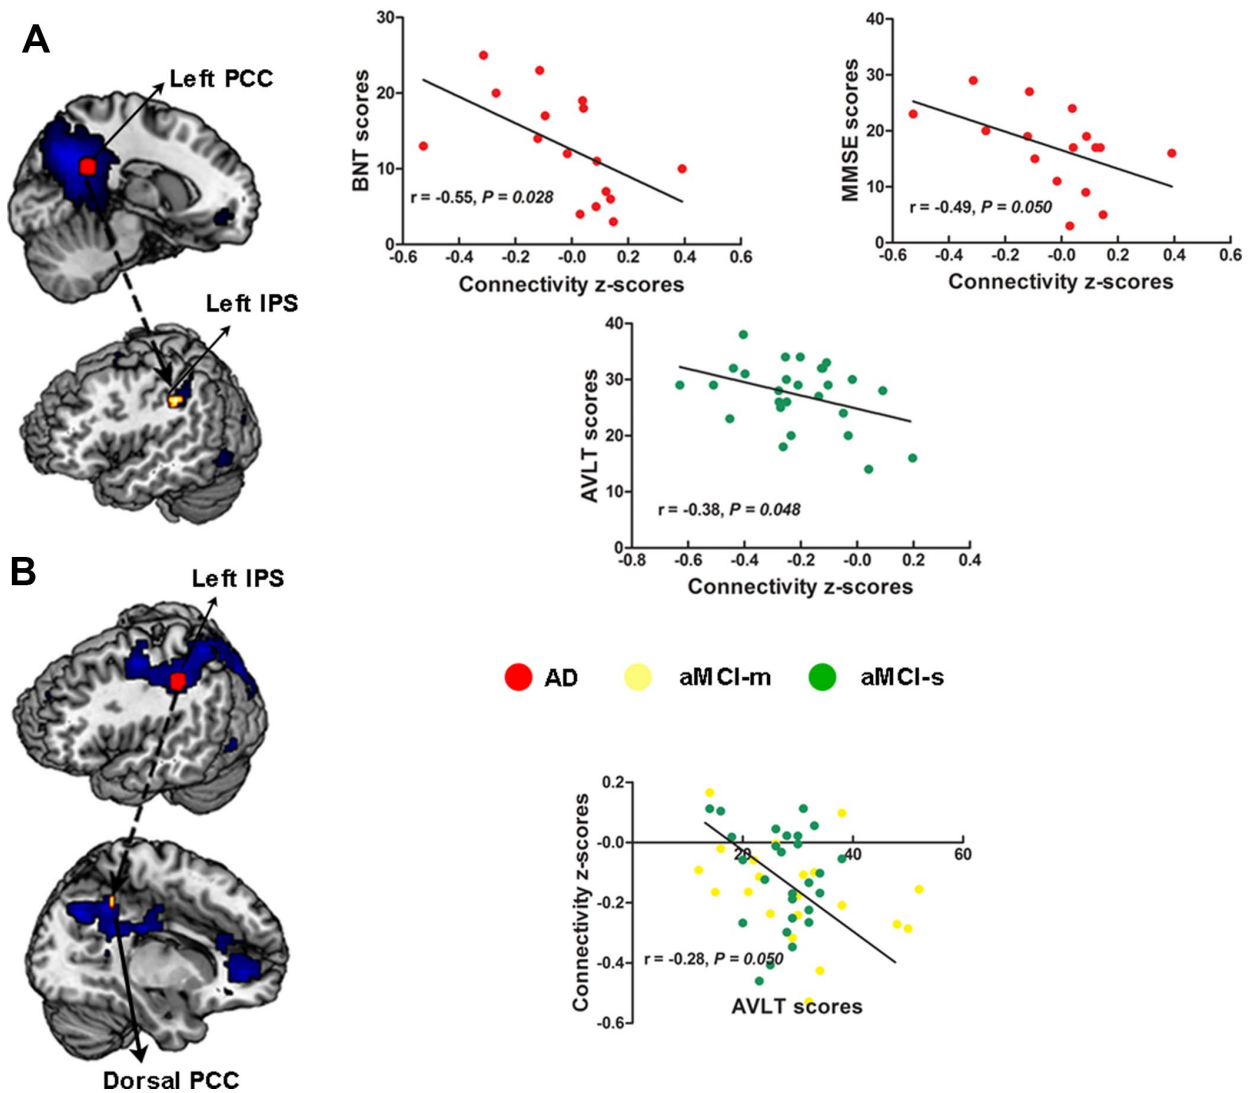 A
Left PCC
Left IPS
30
20
10
0
BNT scores
r = -0.55, P = 0.028
-0.6 -0.4 -0.2 -0.0 0.2 0.4 0.6
Connectivity z-scores
40
30
20
10
0
MMSE scores
r = -0.49, P = 0.050
-0.6 -0.4 -0.2 -0.0 0.2 0.4 0.6
Connectivity z-scores
40
30
20
10
0
AVLT scores
r = -0.38, P = 0.048
-0.8 -0.6 -0.4 -0.2 -0.0 0.2 0.4
Connectivity z-scores
B
Left IPS
Dorsal PCC
AD aMCI-m aMCI-s
0.2
-0.0
-0.2
-0.4
-0.6
Connectivity z-scores
20 40 60
r = -0.28, P = 0.050
AVLT scores